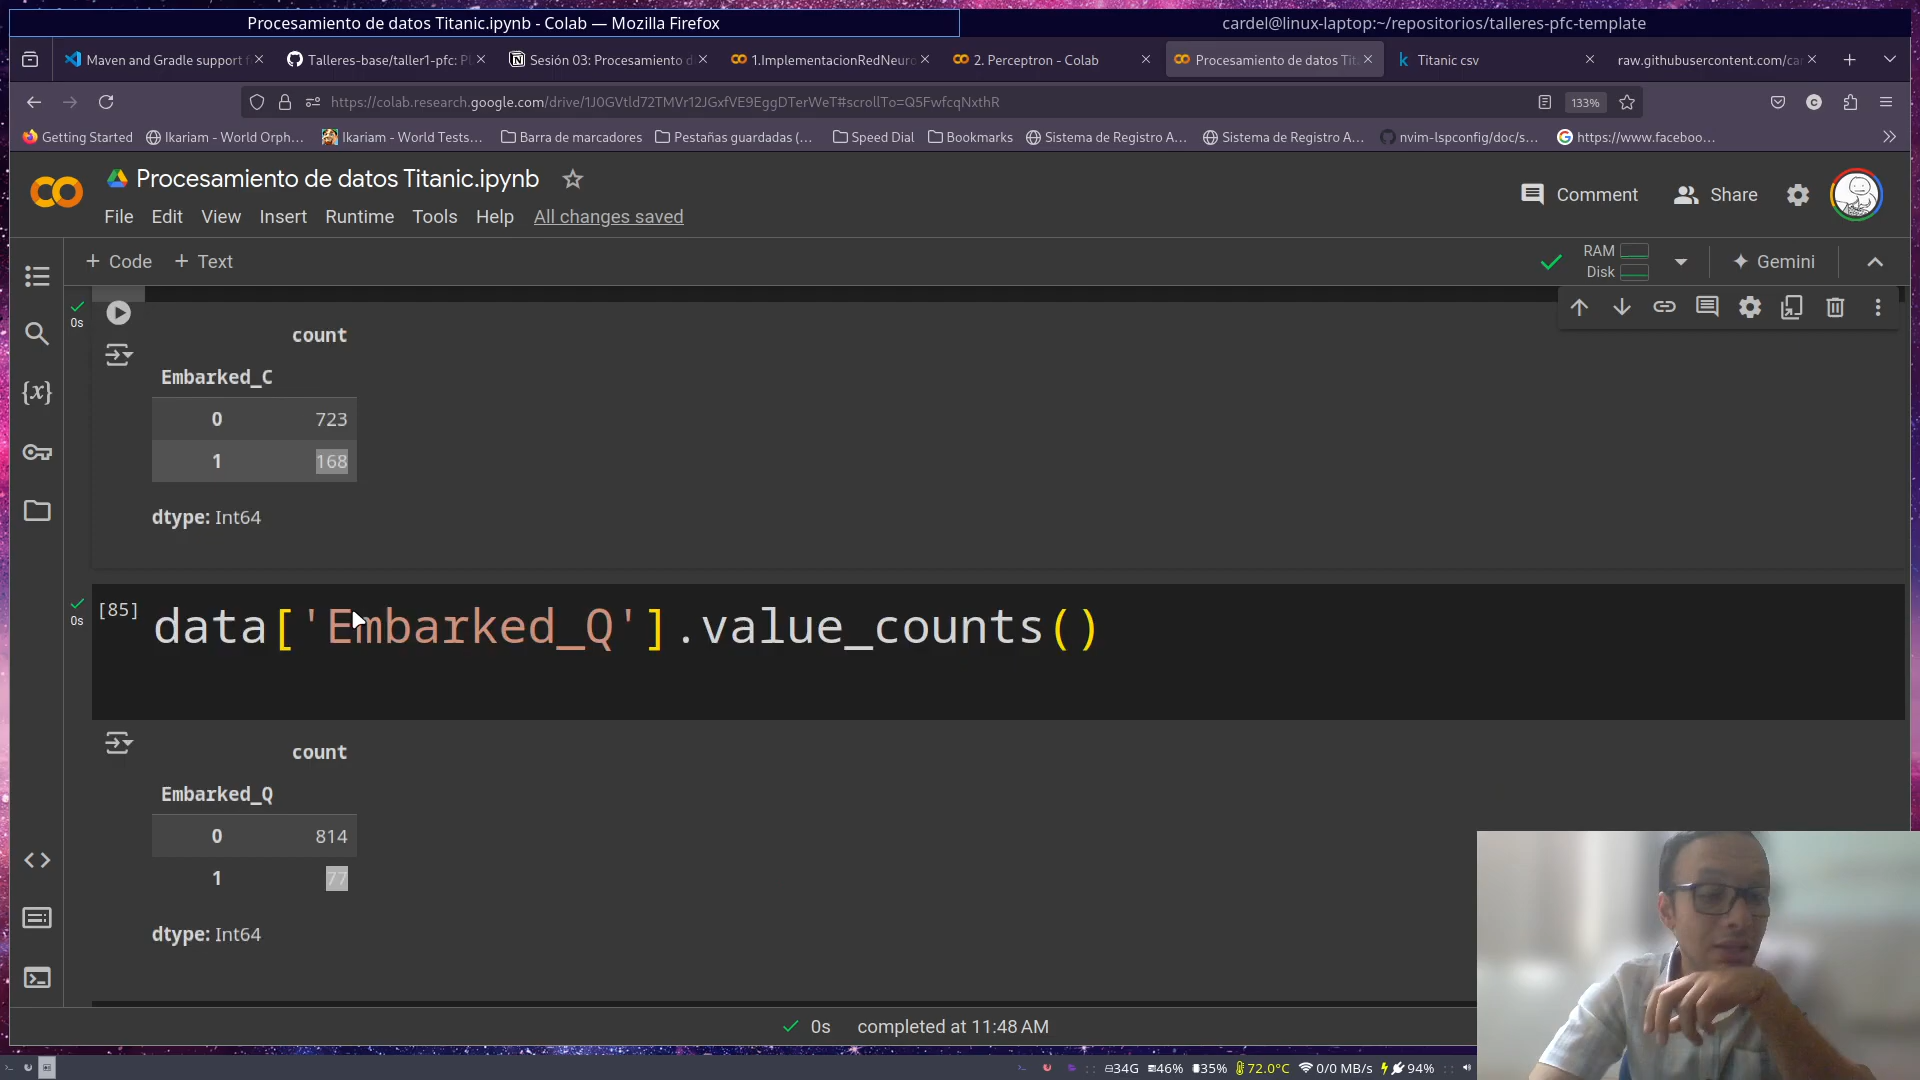 Procesamiento de datos Titanic.ipynb - Colab — Mozilla Firefox
cardel@linux-laptop:~/repositorios/talleres-pfc-template
Maven and Gradle support f
Talleres-base/taller1-pfc: Pl
Sesión 03: Procesamiento d
1.ImplementacionRedNeuro
2. Perceptron - Colab
Procesamiento de datos Tit
Titanic csv
raw.githubusercontent.com/ca
https://colab.research.google.com/drive/1J0GVtld72TMVr12JGxfVE9EggDTerWeT#scrollTo=Q5FwfcqNxthR
133%
Getting Started
Ikariam - World Orph...
Ikariam - World Tests...
Barra de marcadores
Pestañas guardadas (...
Speed Dial
Bookmarks
Sistema de Registro A...
Sistema de Registro A...
nvim-lspconfig/doc/s...
https://www.faceboo...
Procesamiento de datos Titanic.ipynb
Comment
Share
File Edit View Insert Runtime Tools Help All changes saved
+ Code + Text
RAM
Disk
Gemini
0s
count
Embarked_C
0 723
1 168
dtype: Int64
[85]
0s
data['Embarked_Q'].value_counts()
count
Embarked_Q
0 814
1 77
dtype: Int64
0s completed at 11:48 AM
34G 46% 35% 72.0°C 0/0 MB/s 94%